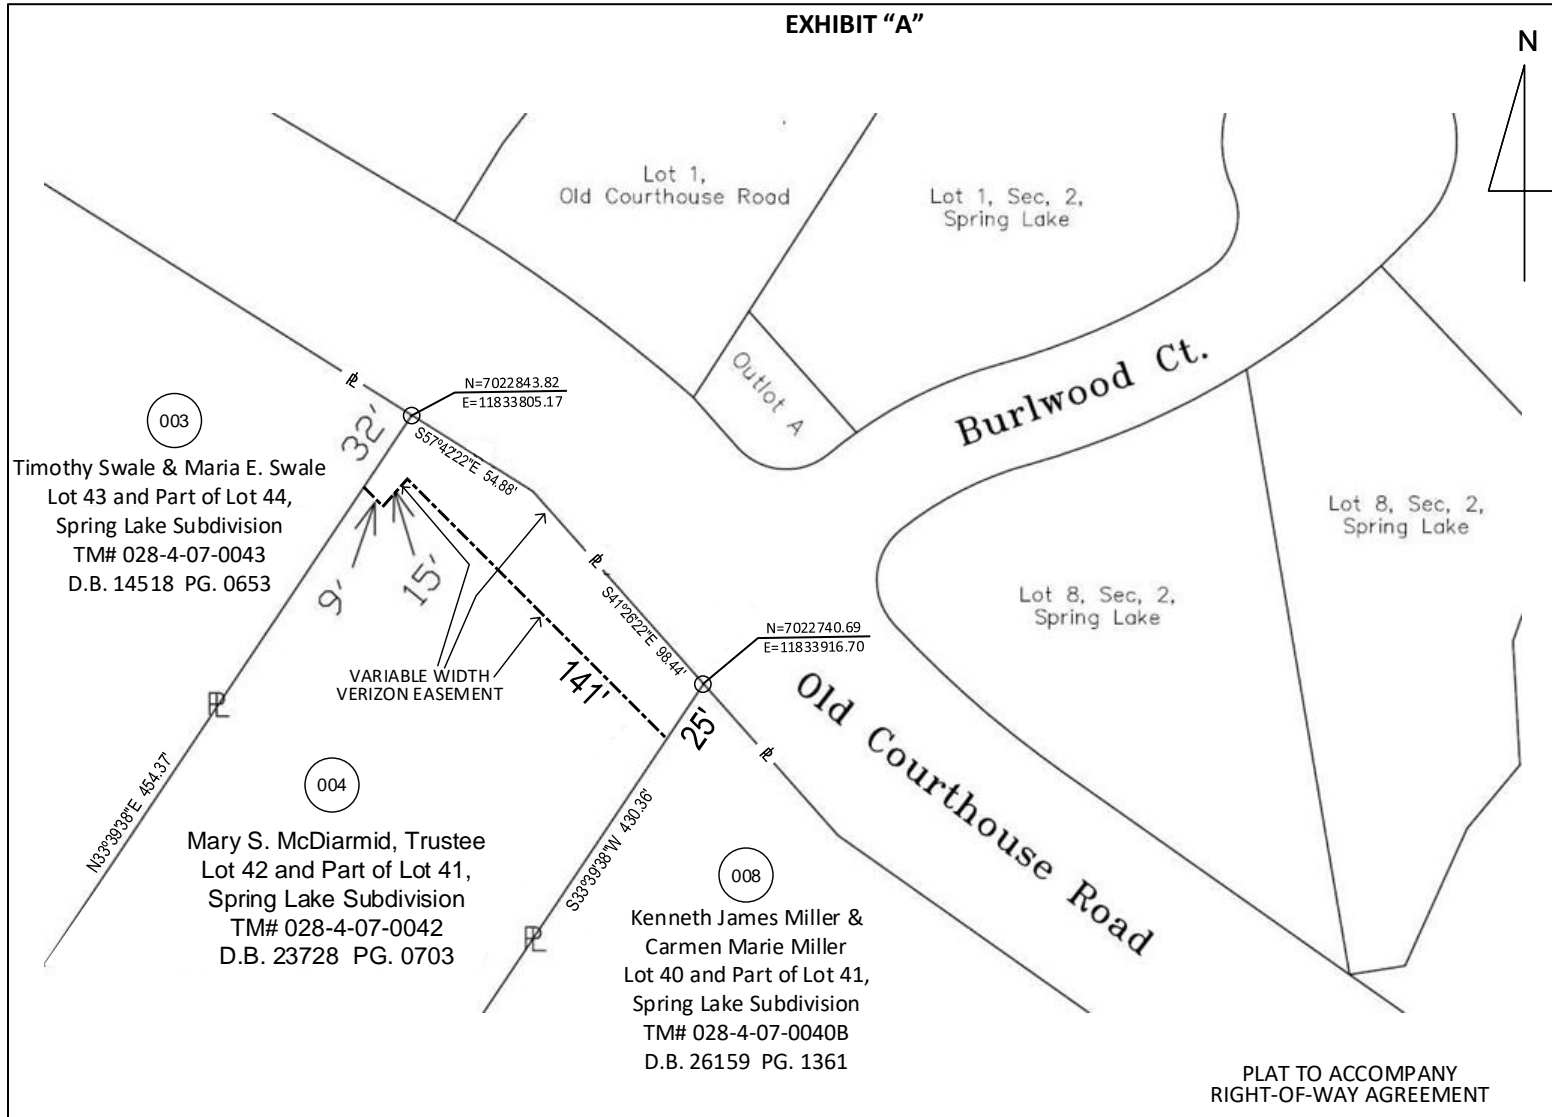 EXHIBIT “A”
N
Lot 1,
Old Courthouse Road
Lot 1, Sec, 2,
Spring Lake
Outlot A
Burlwood Ct.
N=7022843.82
E=11833805.17
32'
S57°42'22"E 54.88'
003
Timothy Swale & Maria E. Swale
Lot 43 and Part of Lot 44,
Spring Lake Subdivision
TM# 028-4-07-0043
D.B. 14518 PG. 0653
9'
15'
Lot 8, Sec, 2,
Spring Lake
Lot 8, Sec, 2,
Spring Lake
S41°26'22"E 98.44'
N=7022740.69
E=11833916.70
VARIABLE WIDTH
VERIZON EASEMENT
141'
25'
Old Courthouse Road
PL
PL
PL
PL
PL
N33°39'38"E 454.37'
S33°39'38"W 430.36'
004
Mary S. McDiarmid, Trustee
Lot 42 and Part of Lot 41,
Spring Lake Subdivision
TM# 028-4-07-0042
D.B. 23728 PG. 0703
008
Kenneth James Miller &
Carmen Marie Miller
Lot 40 and Part of Lot 41,
Spring Lake Subdivision
TM# 028-4-07-0040B
D.B. 26159 PG. 1361
PLAT TO ACCOMPANY
RIGHT-OF-WAY AGREEMENT